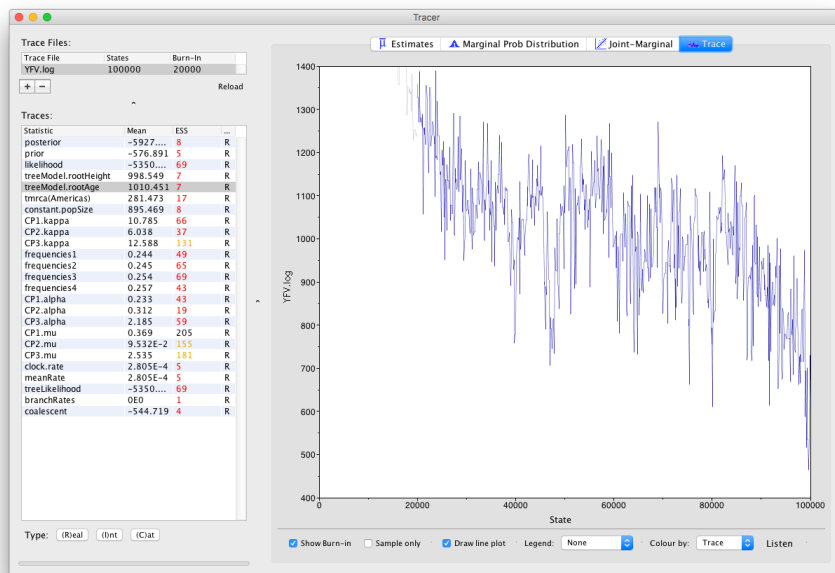 Tracer
Trace Files:
Trace File States Burn-In
YFV.log 100000 20000
+ − Reload
Traces:
Statistic Mean ESS ...
posterior -5927.... 8 R
prior -576.891 5 R
likelihood -5350.... 69 R
treeModel.rootHeight 998.549 7 R
treeModel.rootAge 1010.451 7 R
tmrca(Americas) 281.473 17 R
constant.popSize 895.469 8 R
CP1.kappa 10.785 66 R
CP2.kappa 6.038 37 R
CP3.kappa 12.588 131 R
frequencies1 0.244 49 R
frequencies2 0.245 65 R
frequencies3 0.254 69 R
frequencies4 0.257 43 R
CP1.alpha 0.233 43 R
CP2.alpha 0.312 19 R
CP3.alpha 2.185 59 R
CP1.mu 0.369 205 R
CP2.mu 9.532E-2 155 R
CP3.mu 2.535 181 R
clock.rate 2.805E-4 5 R
meanRate 2.805E-4 5 R
treeLikelihood -5350.... 69 R
branchRates 0E0 1 R
coalescent -544.719 4 R
Type: (R)eal (I)nt (C)at
Estimates Marginal Prob Distribution Joint-Marginal Trace
1400
1300
1200
1100
1000
900
800
700
600
500
400
YFV.log
0 20000 40000 60000 80000 100000
State
Show Burn-in Sample only Draw line plot Legend: None Colour by: Trace Listen